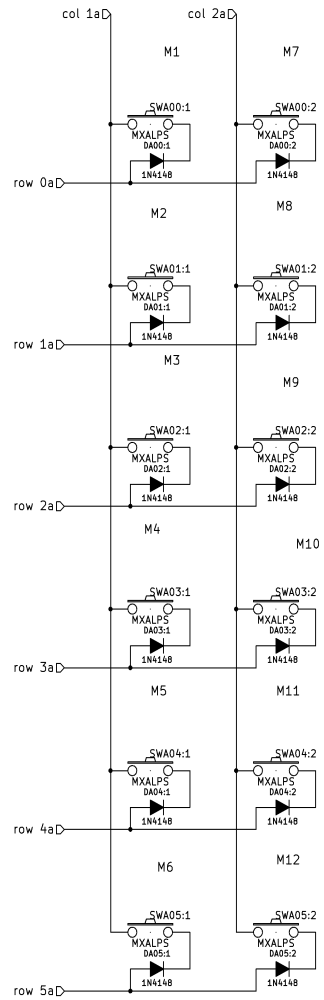 col 1a col 2a
M1 M7
SWA00:1 SWA00:2
MXALPS MXALPS
DA00:1 DA00:2
1N4148 1N4148
row 0a
M2 M8
SWA01:1 SWA01:2
MXALPS MXALPS
DA01:1 DA01:2
1N4148 1N4148
row 1a
M3
M9
SWA02:1 SWA02:2
MXALPS MXALPS
DA02:1 DA02:2
1N4148 1N4148
row 2a
M4
M10
SWA03:1 SWA03:2
MXALPS MXALPS
DA03:1 DA03:2
1N4148 1N4148
row 3a
M5 M11
SWA04:1 SWA04:2
MXALPS MXALPS
DA04:1 DA04:2
1N4148 1N4148
row 4a
M6 M12
SWA05:1 SWA05:2
MXALPS MXALPS
DA05:1 DA05:2
1N4148 1N4148
row 5a